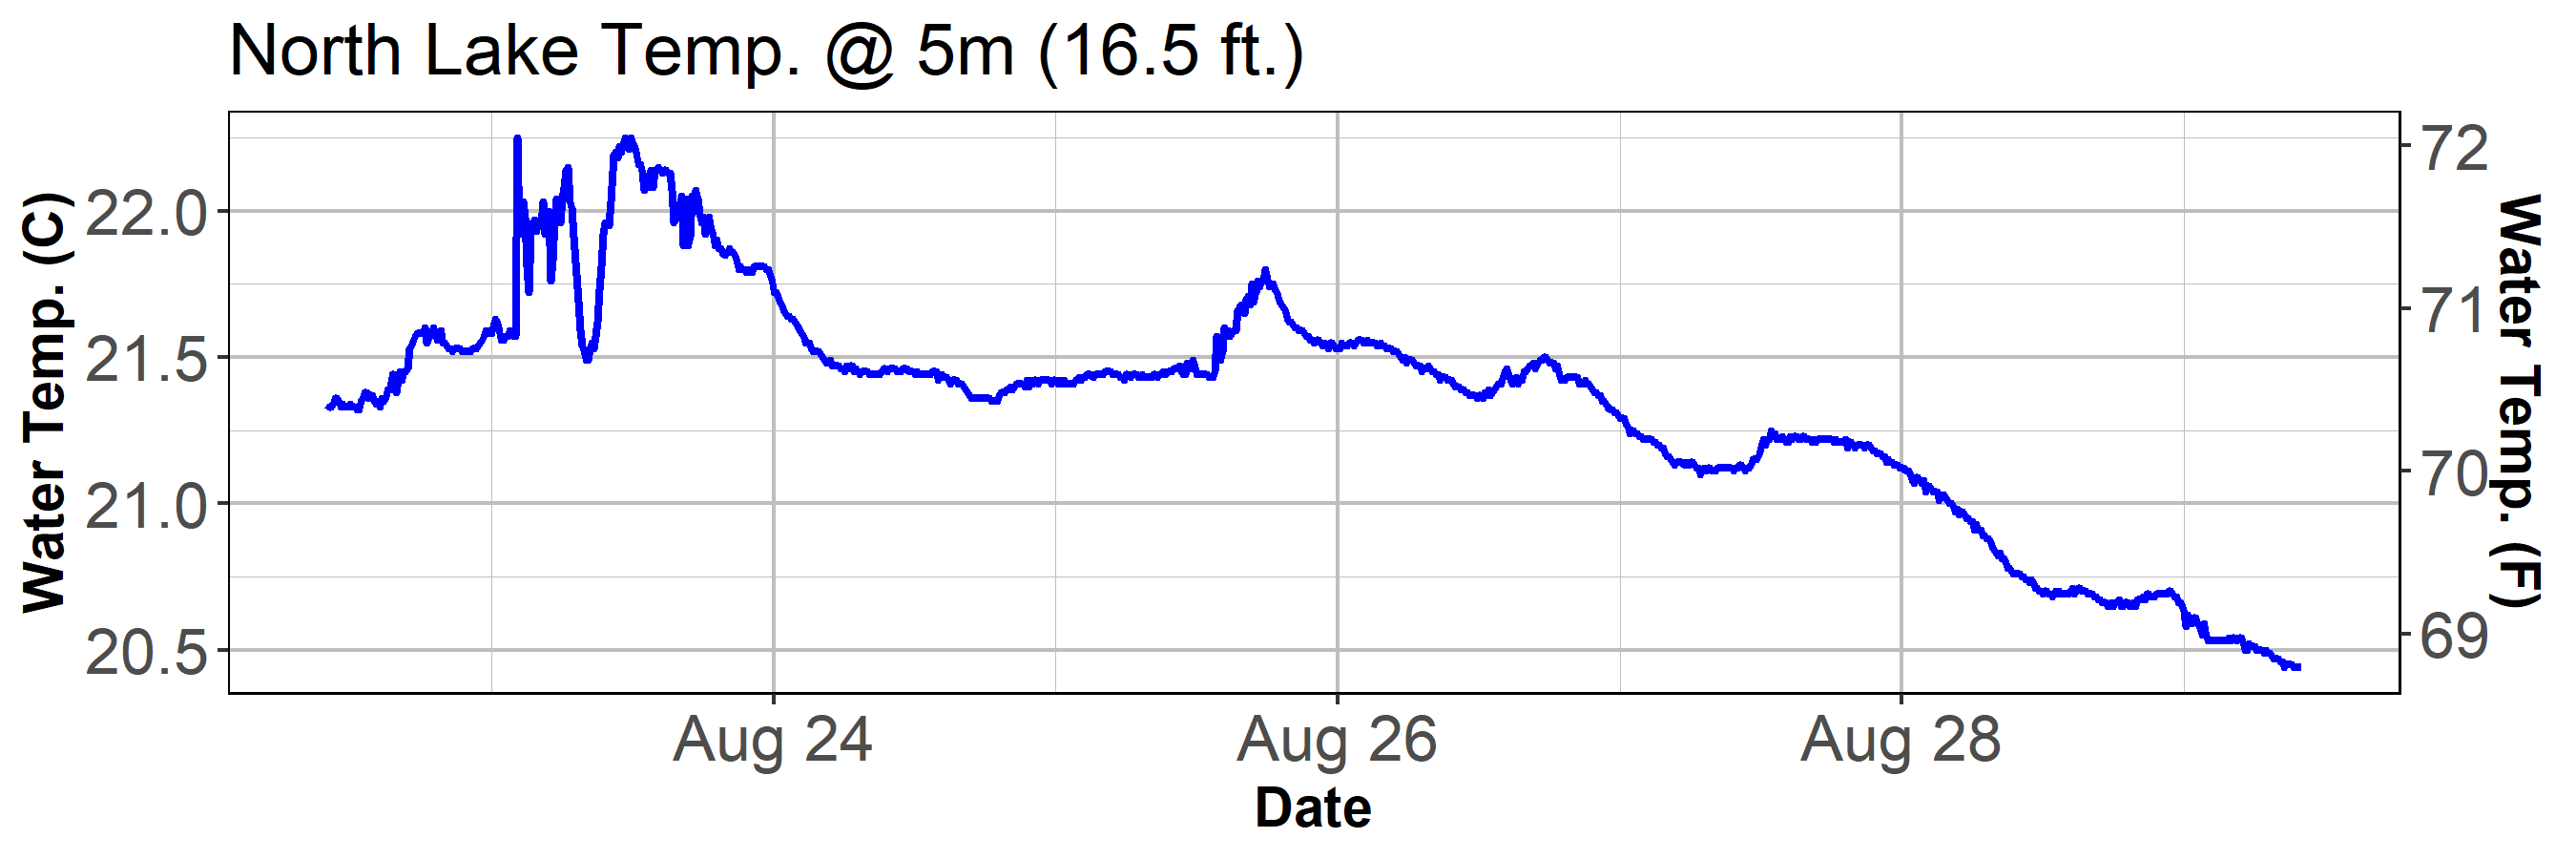 North Lake Temp. @ 5m (16.5 ft.)
Water Temp. (C)
22.0
21.5
21.0
20.5
72
71
70
69
Water Temp. (F)
Aug 24
Aug 26
Aug 28
Date